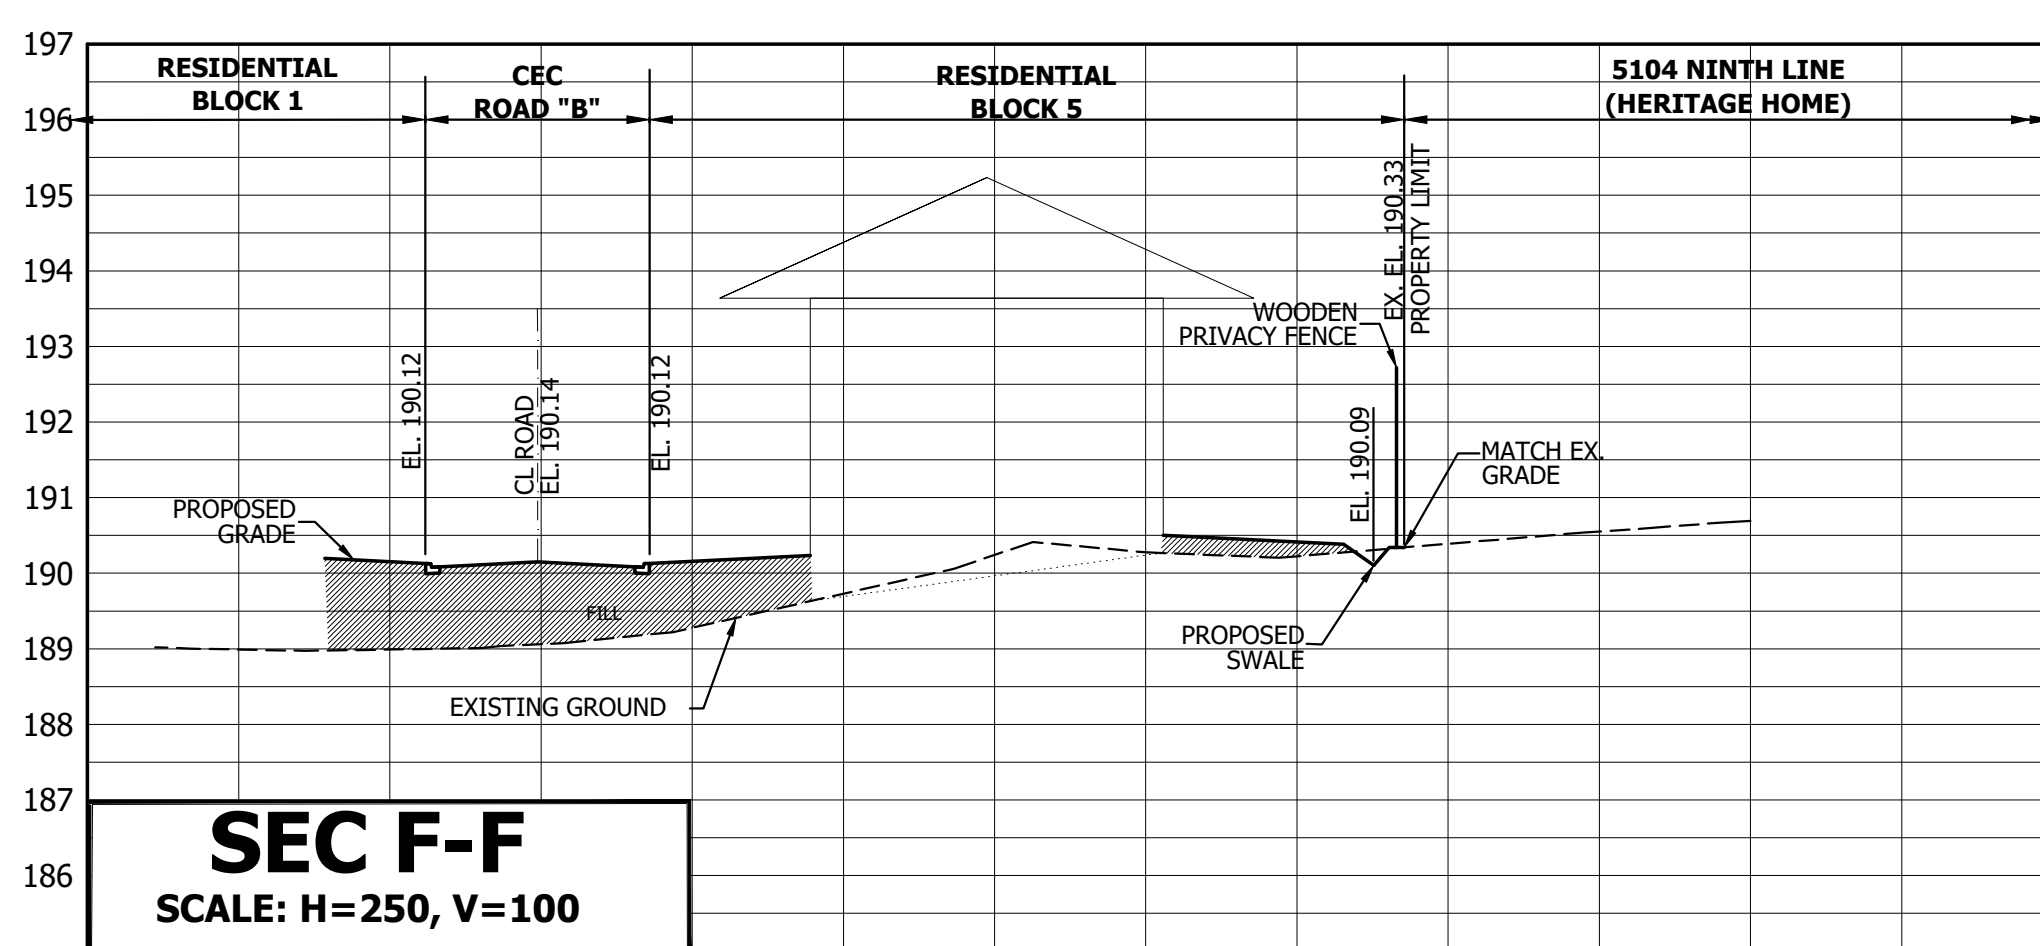 197
196
195
194
193
192
191
190
189
188
187
186
RESIDENTIAL
BLOCK 1
CEC
ROAD "B"
RESIDENTIAL
BLOCK 5
5104 NINTH LINE
(HERITAGE HOME)
EL. 190.12
CL ROAD
EL. 190.14
EL. 190.12
WOODEN
PRIVACY FENCE
EX. EL. 190.33
PROPERTY LIMIT
EL. 190.09
MATCH EX.
GRADE
PROPOSED
GRADE
FILL
PROPOSED
SWALE
EXISTING GROUND
SEC F-F
SCALE: H=250, V=100